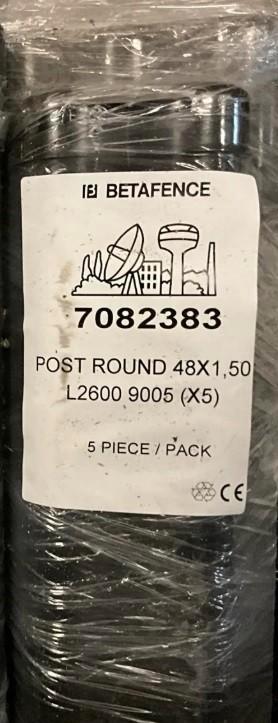 BETAFENCE
7082383
POST ROUND 48X1,50
L2600 9005 (X5)
5 PIECE / PACK
CE